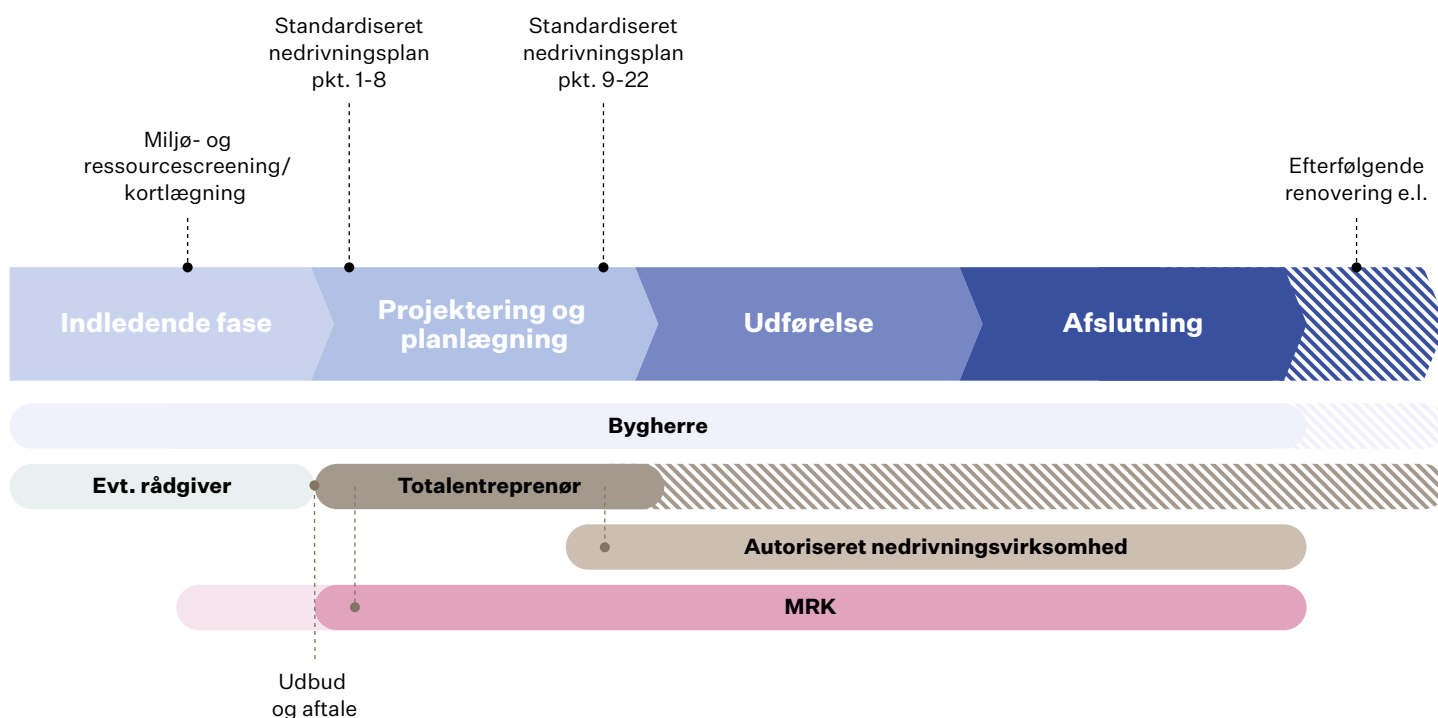 Standardiseret
nedrivningsplan
pkt. 1-8
Standardiseret
nedrivningsplan
pkt. 9-22
Miljø- og
ressourcescreening/
kortlægning
Efterfølgende
renovering e.l.
Indledende fase
Projektering og
planlægning
Udførelse
Afslutning
Bygherre
Evt. rådgiver
Totalentreprenør
Autoriseret nedrivningsvirksomhed
MRK
Udbud
og aftale